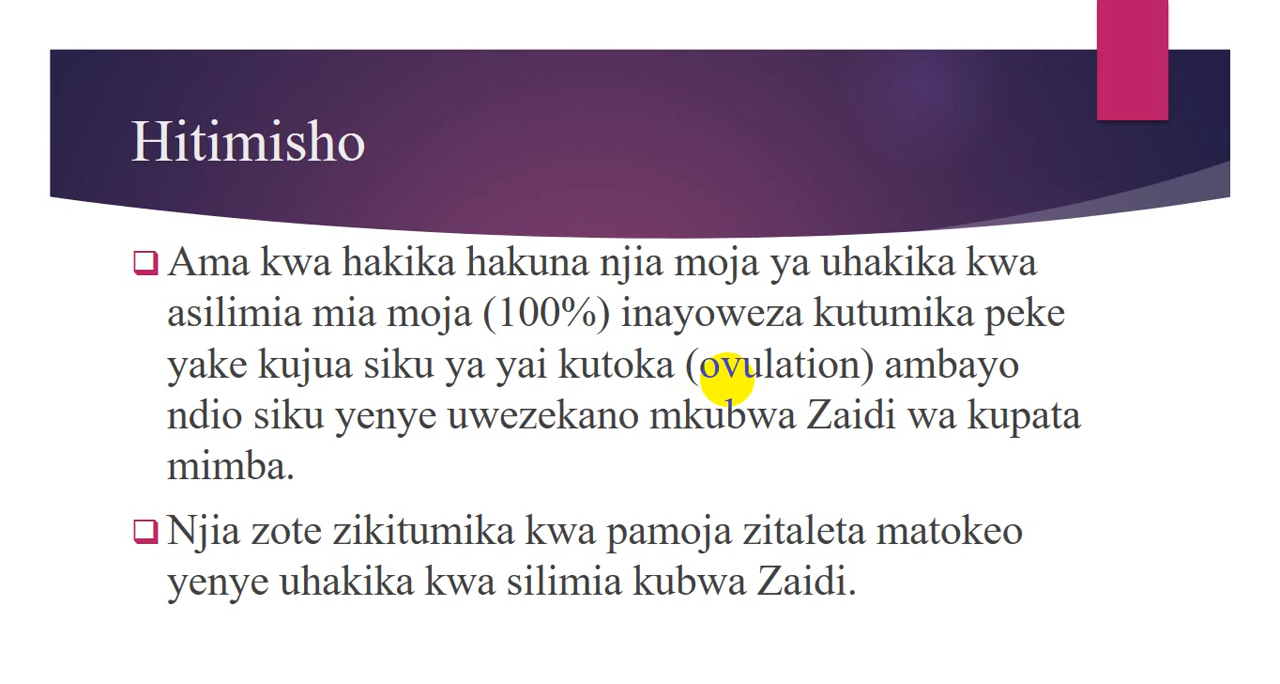 Hitimisho
Ama kwa hakika hakuna njia moja ya uhakika kwa
asilimia mia moja (100%) inayoweza kutumika peke
yake kujua siku ya yai kutoka (ovulation) ambayo
ndio siku yenye uwezekano mkubwa Zaidi wa kupata
mimba.
Njia zote zikitumika kwa pamoja zitaleta matokeo
yenye uhakika kwa silimia kubwa Zaidi.